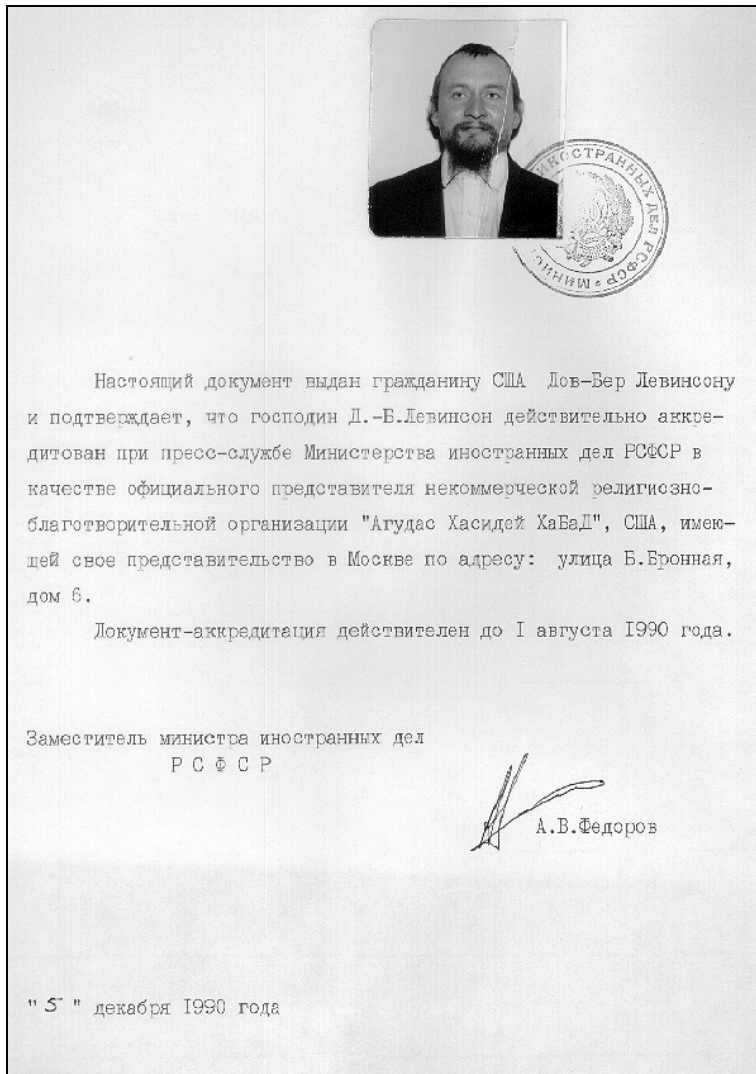 ИНОСТРАННЫХ ДЕЛ РСФСР * МИНИСТ
Настоящий документ выдан гражданину США Дов-Бер Левинсону
и подтверждает, что господин Д.-Б.Левинсон действительно аккре-
дитован при пресс-службе Министерства иностранных дел РСФСР в
качестве официального представителя некоммерческой религиозно-
благотворительной организации "Агудас Хасидей ХаБаД", США, имею-
щей свое представительство в Москве по адресу: улица Б.Бронная,
дом 6.
Документ-аккредитация действителен до I августа I990 года.
Заместитель министра иностранных дел
Р С Ф С Р
А.В.Федоров
" 5 " декабря I990 года